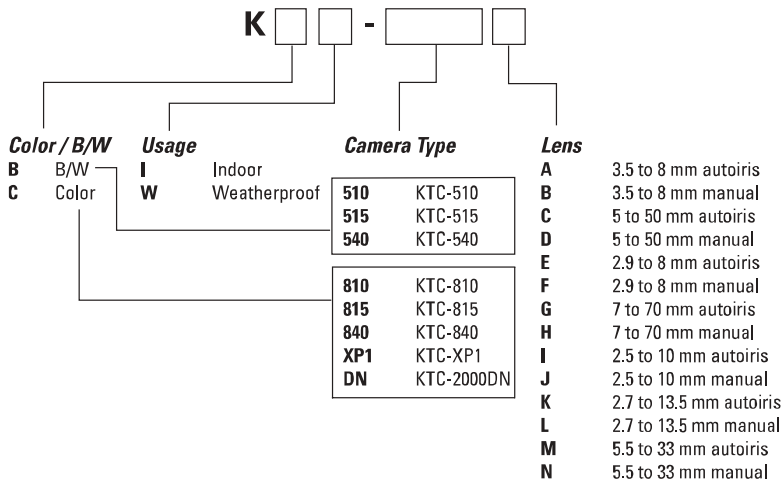 K -
Color / B/W Usage Camera Type Lens
B B/W I Indoor A 3.5 to 8 mm autoiris
C Color W Weatherproof 510 KTC-510 B 3.5 to 8 mm manual
515 KTC-515 C 5 to 50 mm autoiris
540 KTC-540 D 5 to 50 mm manual
E 2.9 to 8 mm autoiris
810 KTC-810 F 2.9 to 8 mm manual
815 KTC-815 G 7 to 70 mm autoiris
840 KTC-840 H 7 to 70 mm manual
XP1 KTC-XP1 I 2.5 to 10 mm autoiris
DN KTC-2000DN J 2.5 to 10 mm manual
K 2.7 to 13.5 mm autoiris
L 2.7 to 13.5 mm manual
M 5.5 to 33 mm autoiris
N 5.5 to 33 mm manual